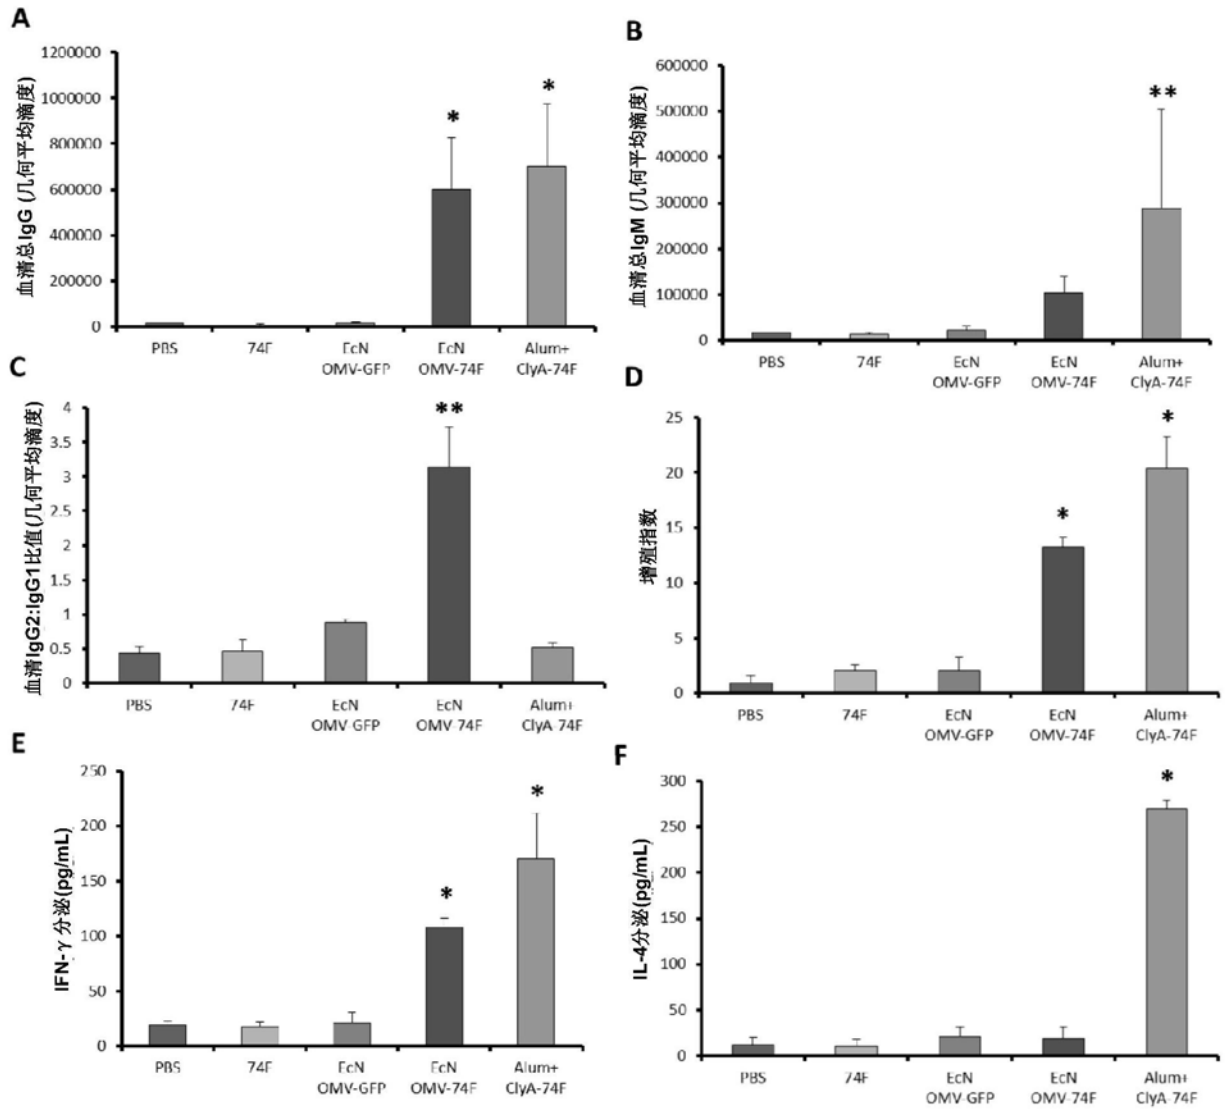 A
血清总IgG (几何平均滴度)
1200000
1000000
800000
600000
400000
200000
0
*
*
PBS
74F
EcN
OMV-GFP
EcN
OMV-74F
Alum+
ClyA-74F
B
血清总IgM (几何平均滴度)
600000
500000
400000
300000
200000
100000
0
**
PBS
74F
EcN
OMV-GFP
EcN
OMV-74F
Alum+
ClyA-74F
C
血清IgG2:IgG1比值(几何平均滴度)
4
3.5
3
2.5
2
1.5
1
0.5
0
**
PBS
74F
EcN
OMV-GFP
EcN
OMV-74F
Alum+
ClyA-74F
D
增殖指数
25
20
15
10
5
0
*
*
PBS
74F
EcN
OMV-GFP
EcN
OMV-74F
Alum+
ClyA-74F
E
IFN-γ 分泌(pg/mL)
250
200
150
100
50
0
*
*
PBS
74F
EcN
OMV-GFP
EcN
OMV-74F
Alum+
ClyA-74F
F
IL-4分泌(pg/mL)
300
250
200
150
100
50
0
*
PBS
74F
EcN
OMV-GFP
EcN
OMV-74F
Alum+
ClyA-74F